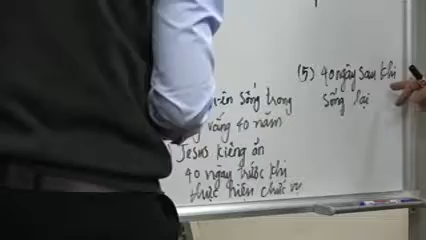 sống trong
vắng 40 năm
Jesus kiêng ăn
40 ngày trước khi
thực hiện chức vụ
(5) 40 ngày sau khi
sống lại